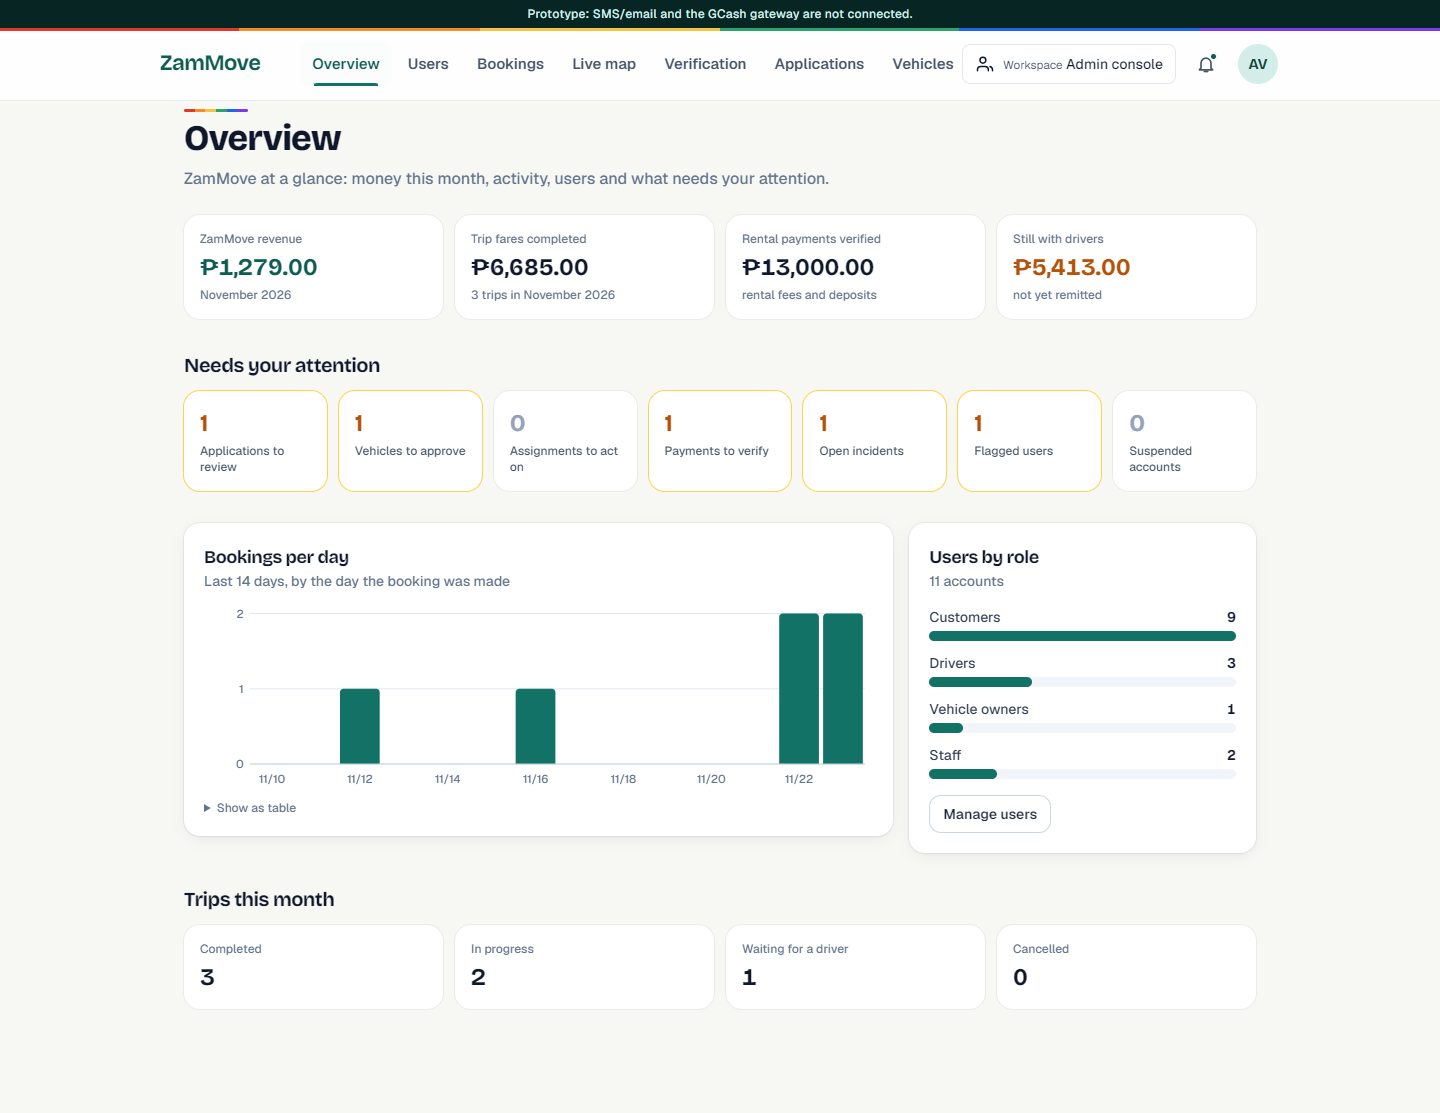 Prototype: SMS/email and the GCash gateway are not connected.
ZamMove
Overview
Users
Bookings
Live map
Verification
Applications
Vehicles
Workspace Admin console
AV
Overview
ZamMove at a glance: money this month, activity, users and what needs your attention.
ZamMove revenue
₱1,279.00
November 2026
Trip fares completed
₱6,685.00
3 trips in November 2026
Rental payments verified
₱13,000.00
rental fees and deposits
Still with drivers
₱5,413.00
not yet remitted
Needs your attention
1
Applications to
review
1
Vehicles to approve
0
Assignments to act
on
1
Payments to verify
1
Open incidents
1
Flagged users
0
Suspended
accounts
Bookings per day
Last 14 days, by the day the booking was made
2
1
0
11/10
11/12
11/14
11/16
11/18
11/20
11/22
Show as table
Users by role
11 accounts
Customers 9
Drivers 3
Vehicle owners 1
Staff 2
Manage users
Trips this month
Completed
3
In progress
2
Waiting for a driver
1
Cancelled
0